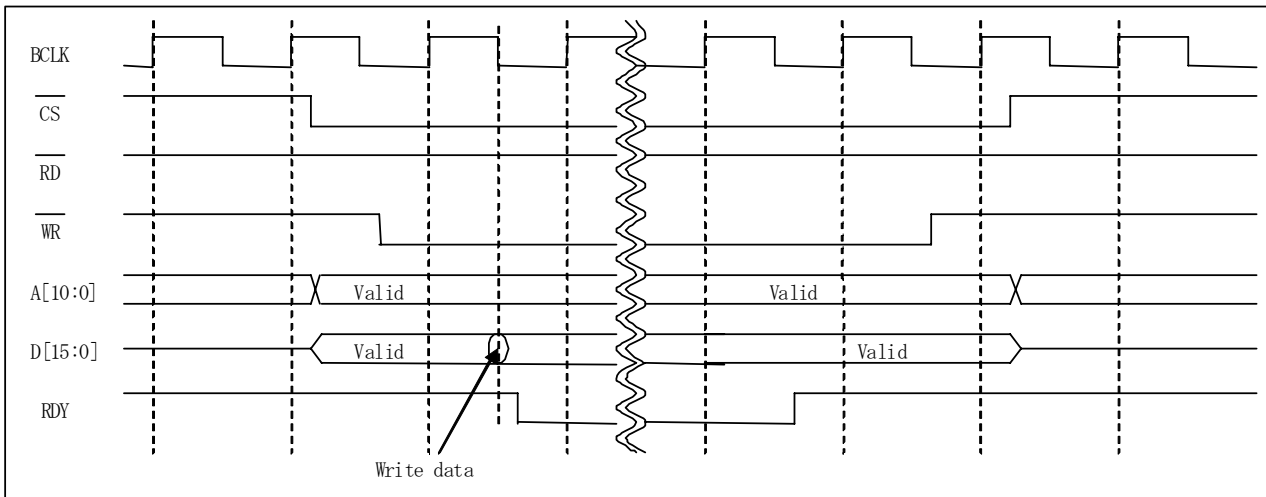 BCLK
CS
RD
WR
A[10:0] Valid Valid
D[15:0] Valid Valid
RDY
Write data